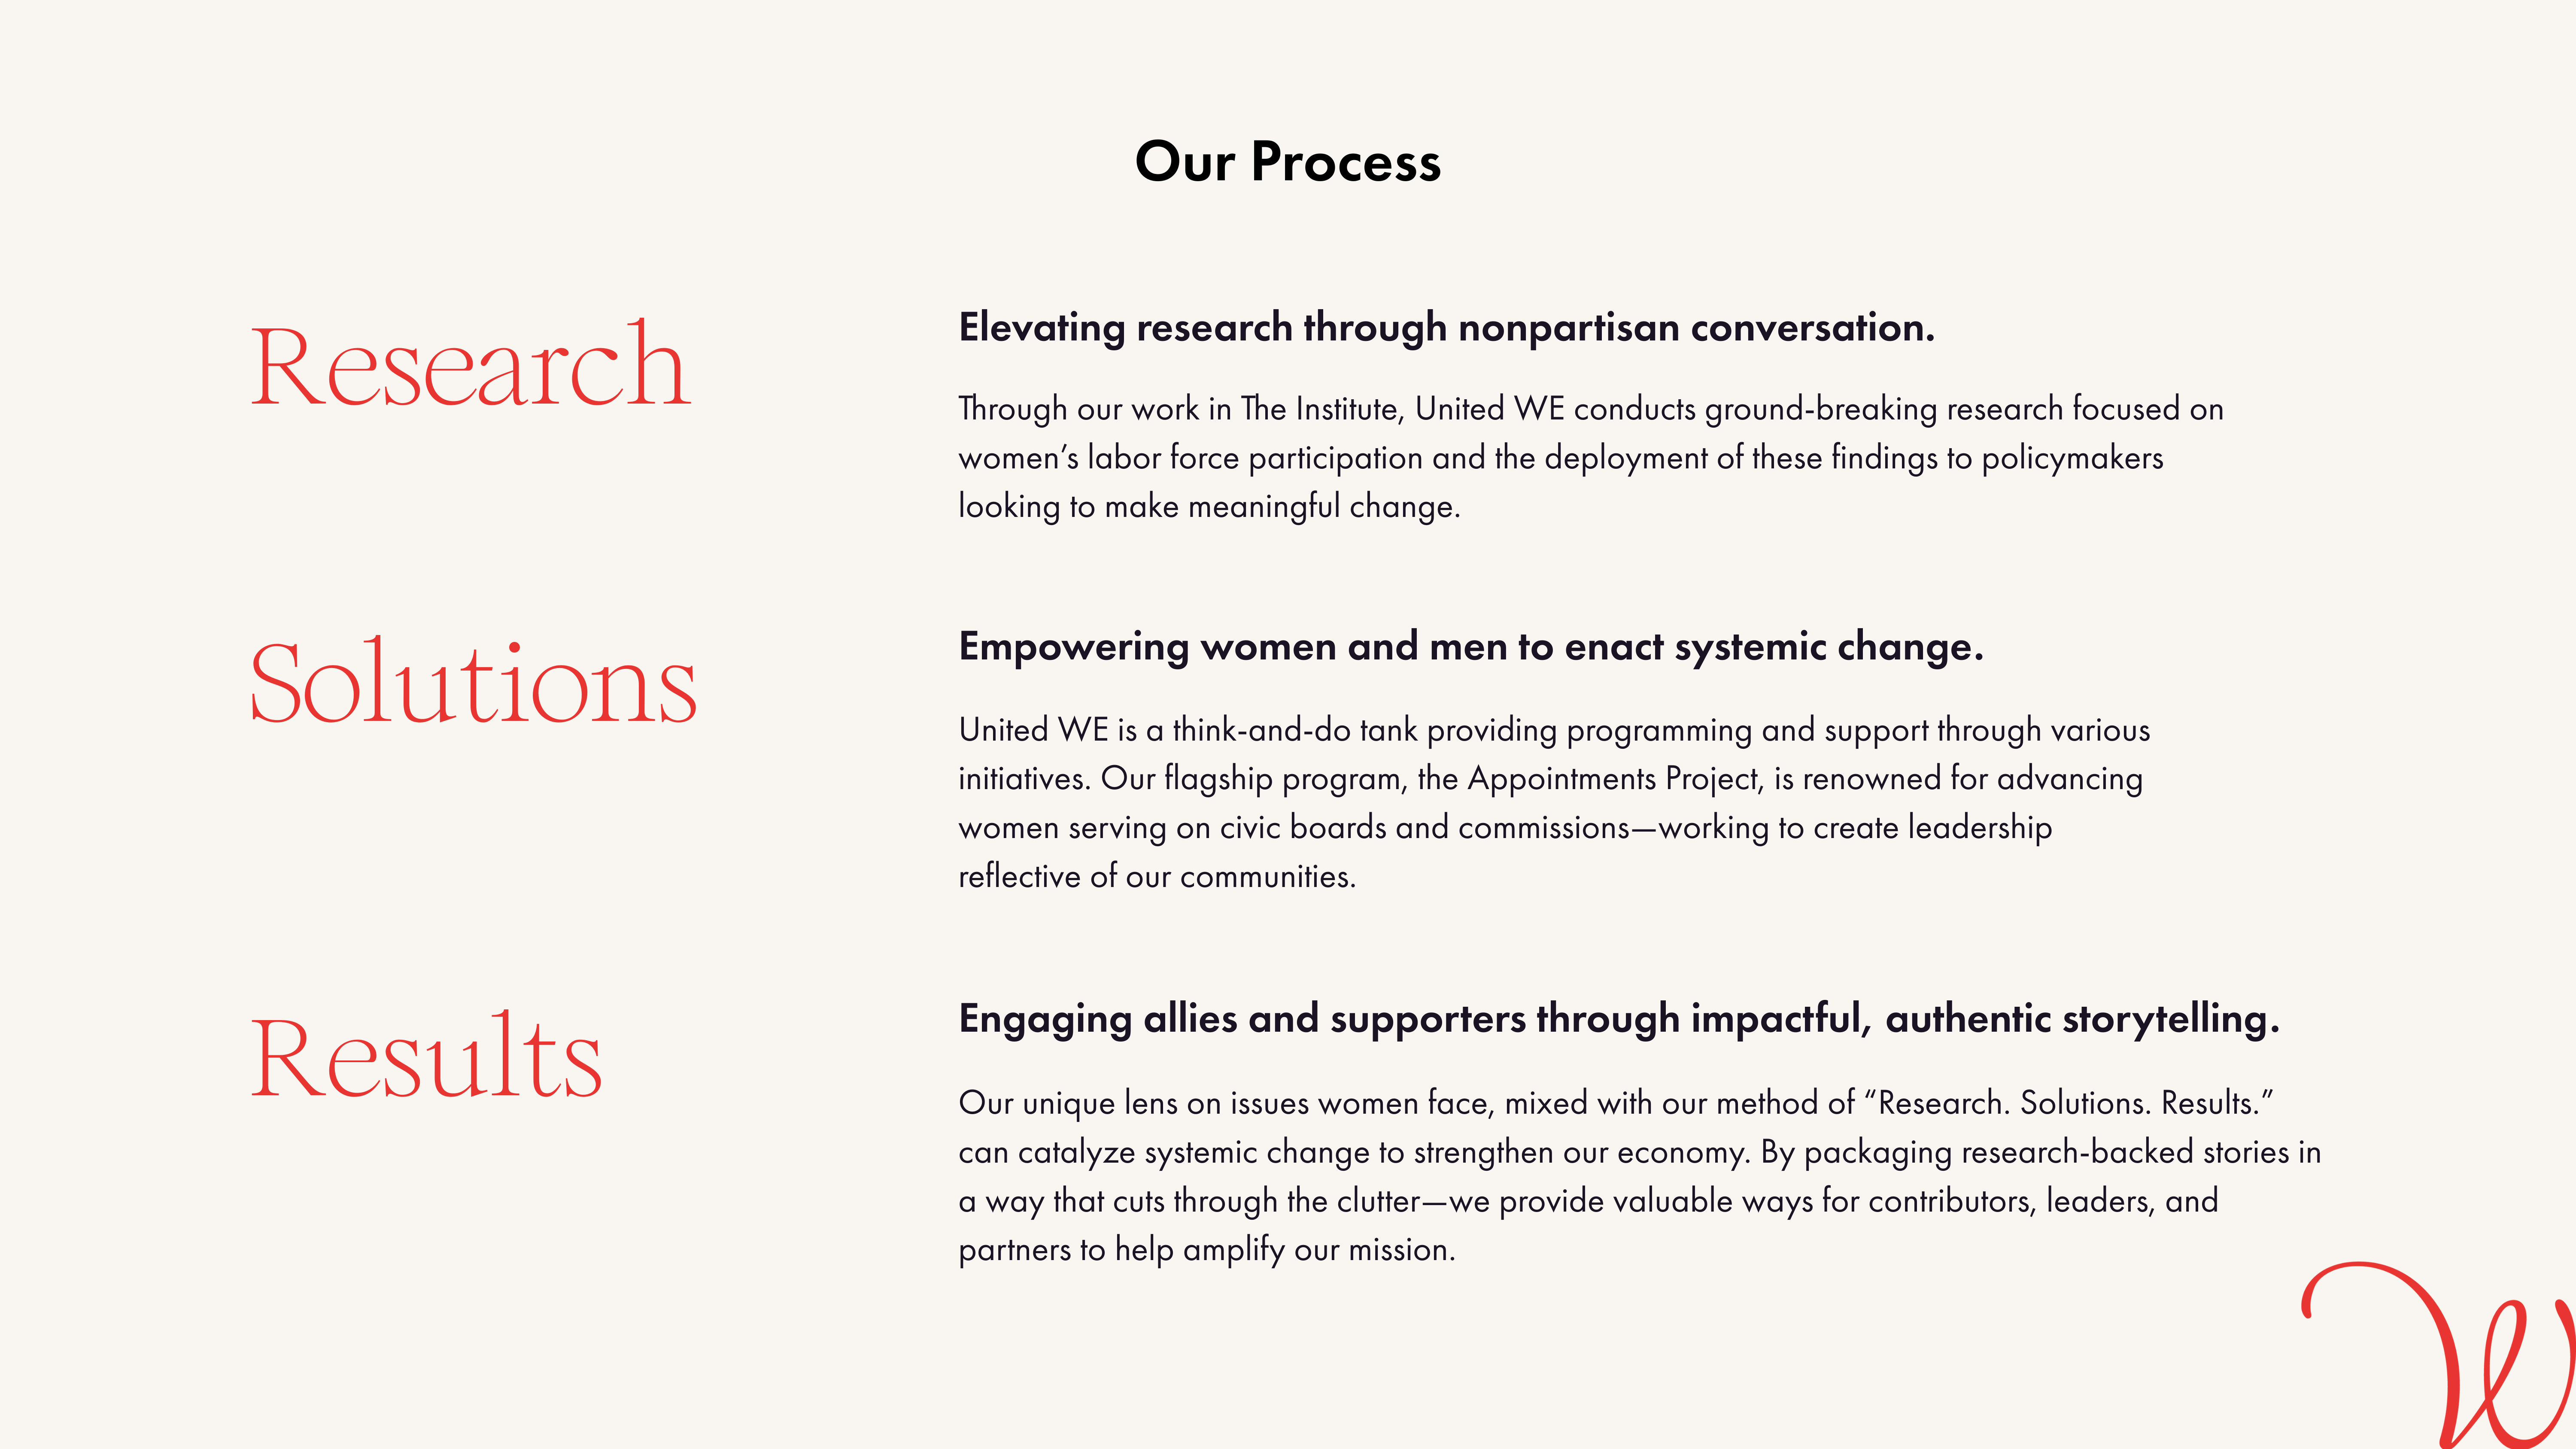 Our Process
Research
Elevating research through nonpartisan conversation.
Through our work in The Institute, United WE conducts ground-breaking research focused on
women’s labor force participation and the deployment of these findings to policymakers
looking to make meaningful change.
Solutions
Empowering women and men to enact systemic change.
United WE is a think-and-do tank providing programming and support through various
initiatives. Our flagship program, the Appointments Project, is renowned for advancing
women serving on civic boards and commissions—working to create leadership
reflective of our communities.
Results
Engaging allies and supporters through impactful, authentic storytelling.
Our unique lens on issues women face, mixed with our method of “Research. Solutions. Results.”
can catalyze systemic change to strengthen our economy. By packaging research-backed stories in
a way that cuts through the clutter—we provide valuable ways for contributors, leaders, and
partners to help amplify our mission.
W